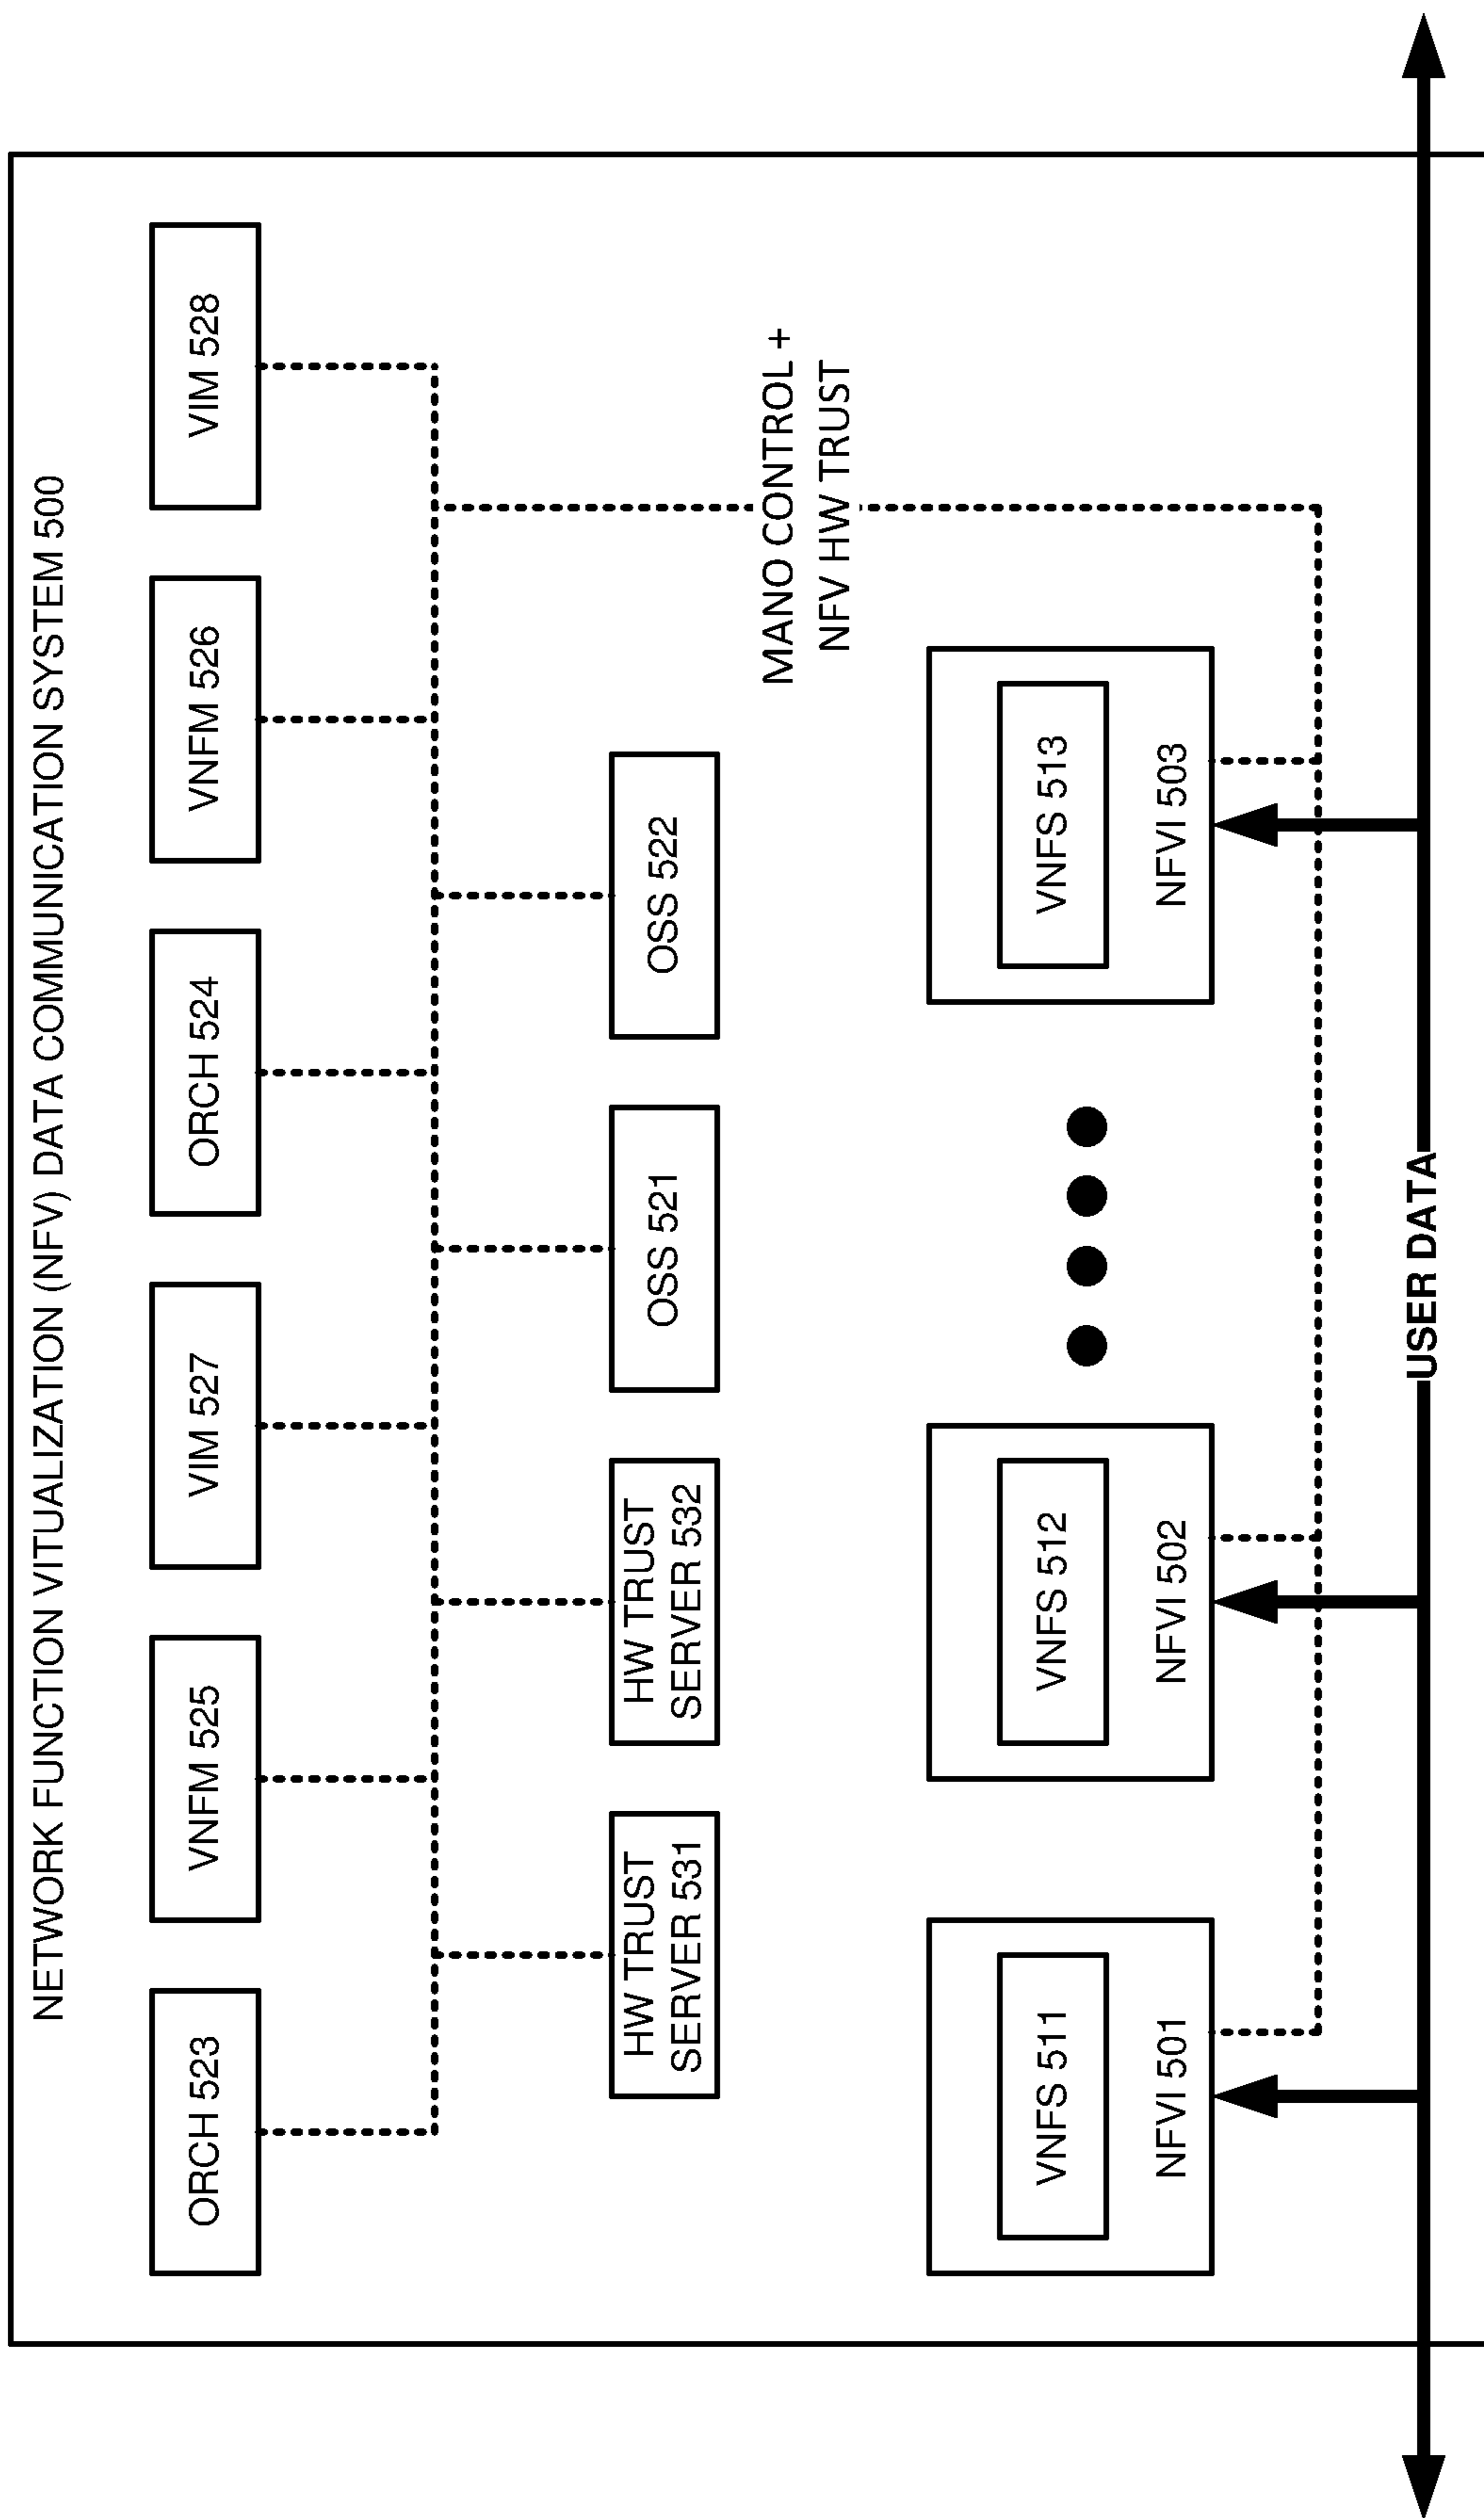 NETWORK FUNCTION VITUALIZATION (NFV) DATA COMMUNICATION SYSTEM 500
ORCH 523
VNFM 525
VIM 527
ORCH 524
VNFM 526
VIM 528
HW TRUST
SERVER 531
HW TRUST
SERVER 532
OSS 521
OSS 522
MANO CONTROL +
NFV HW TRUST
VNFS 511
NFVI 501
VNFS 512
NFVI 502
VNFS 513
NFVI 503
USER DATA